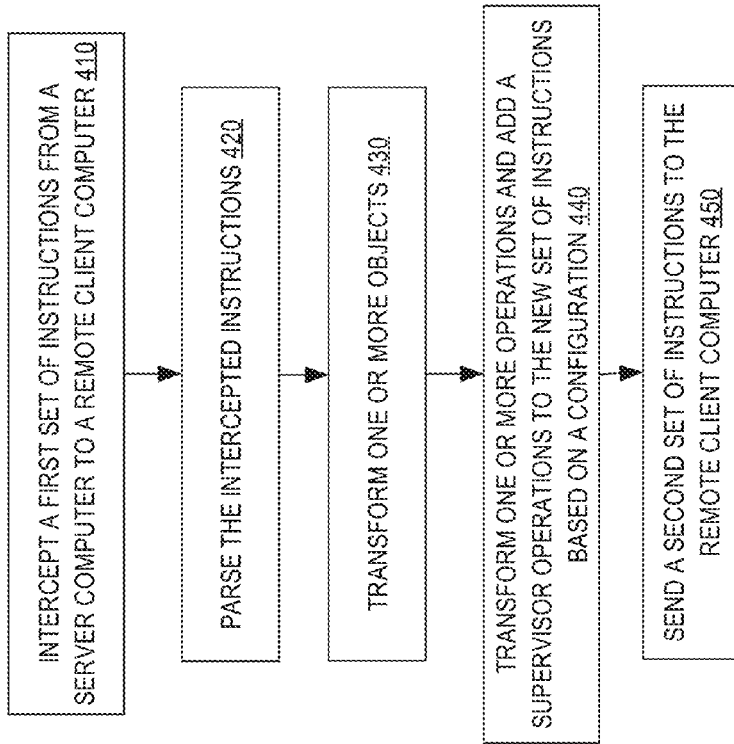 INTERCEPT A FIRST SET OF INSTRUCTIONS FROM A
SERVER COMPUTER TO A REMOTE CLIENT COMPUTER 410
PARSE THE INTERCEPTED INSTRUCTIONS 420
TRANSFORM ONE OR MORE OBJECTS 430
TRANSFORM ONE OR MORE OPERATIONS AND ADD A
SUPERVISOR OPERATIONS TO THE NEW SET OF INSTRUCTIONS
BASED ON A CONFIGURATION 440
SEND A SECOND SET OF INSTRUCTIONS TO THE
REMOTE CLIENT COMPUTER 450